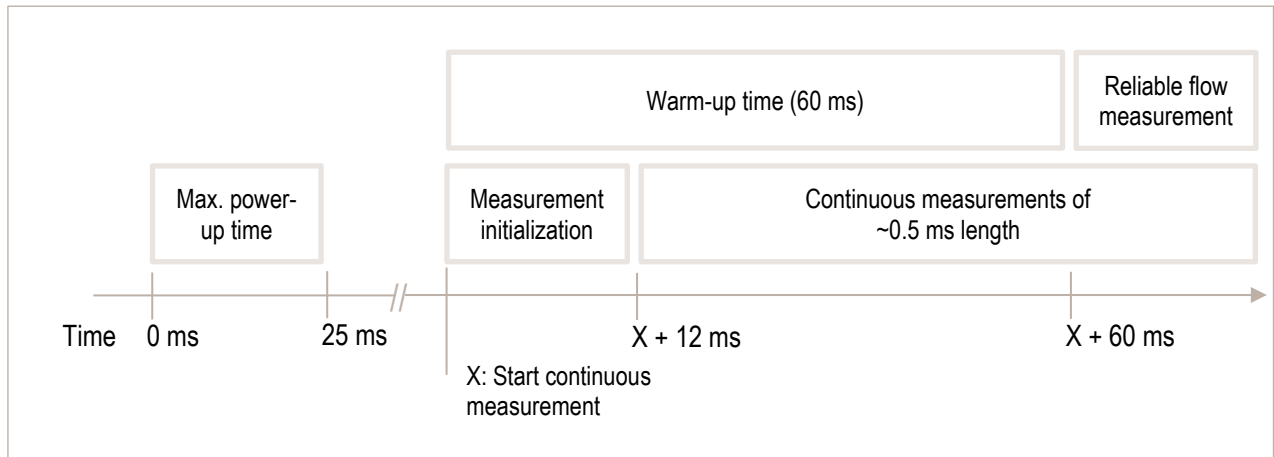 Warm-up time (60 ms)
Reliable flow
measurement
Max. power-
up time
Measurement
initialization
Continuous measurements of
~0.5 ms length
Time
0 ms
25 ms
X + 12 ms
X + 60 ms
X: Start continuous
measurement